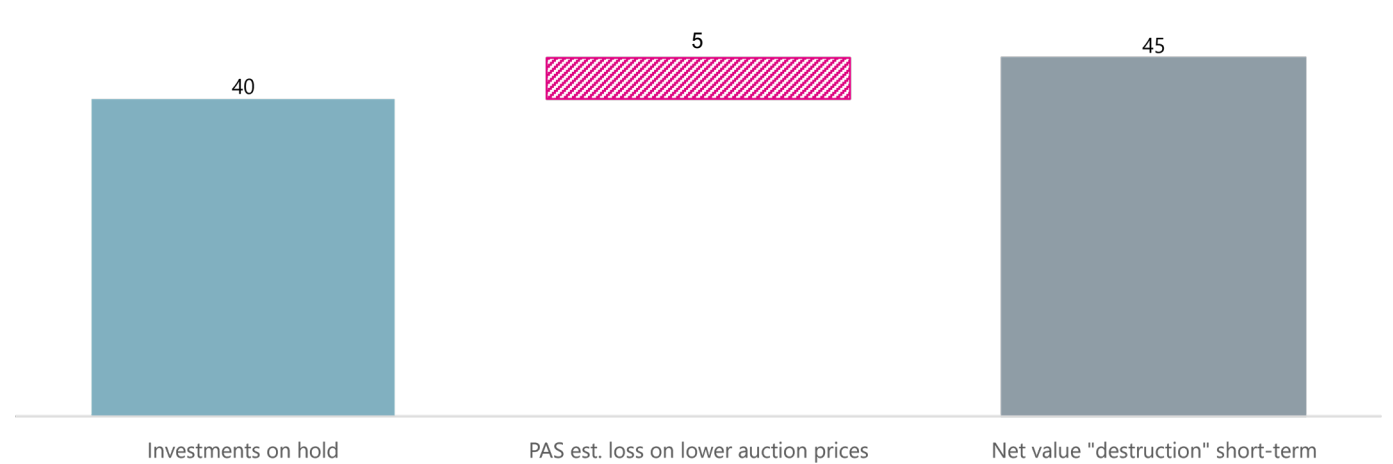 5
45
40
Investments on hold
PAS est. loss on lower auction prices
Net value "destruction" short-term